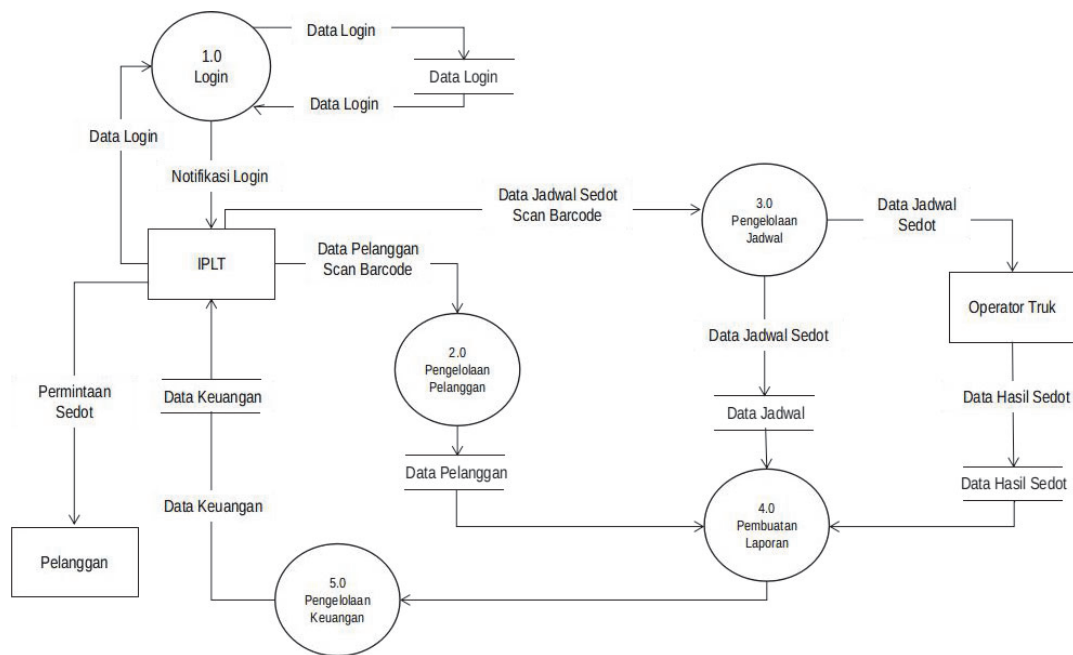 1.0
Login
Data Login
Data Login
Data Login
Data Login
Notifikasi Login
IPLT
Data Jadwal Sedot
Scan Barcode
Data Pelanggan
Scan Barcode
3.0
Pengelolaan
Jadwal
Data Jadwal
Sedot
Operator Truk
2.0
Pengelolaan
Pelanggan
Data Jadwal Sedot
Permintaan
Sedot
Data Keuangan
Data Hasil Sedot
Data Jadwal
Data Pelanggan
Data Hasil Sedot
Data Keuangan
4.0
Pembuatan
Laporan
Pelanggan
5.0
Pengelolaan
Keuangan